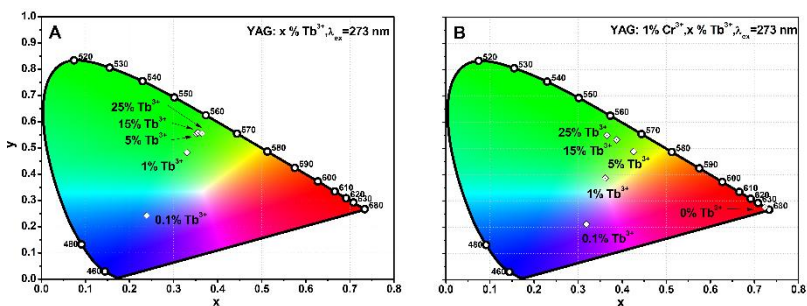 A
YAG: x % Tb³⁺,λex=273 nm
y
1.0
0.9
0.8
0.7
0.6
0.5
0.4
0.3
0.2
0.1
0.0
520
530
540
550
560
570
580
590
600
610
620
630
680
480
460
25% Tb³⁺
15% Tb³⁺
5% Tb³⁺
1% Tb³⁺
0.1% Tb³⁺
0.0 0.1 0.2 0.3 0.4 0.5 0.6 0.7 0.8
x
B
YAG: 1% Cr³⁺,x % Tb³⁺,λex=273 nm
y
1.0
0.9
0.8
0.7
0.6
0.5
0.4
0.3
0.2
0.1
0.0
520
530
540
550
560
570
580
590
600
610
620
630
680
480
460
25% Tb³⁺
15% Tb³⁺
5% Tb³⁺
1% Tb³⁺
0% Tb³⁺
0.1% Tb³⁺
0.0 0.1 0.2 0.3 0.4 0.5 0.6 0.7 0.8
x